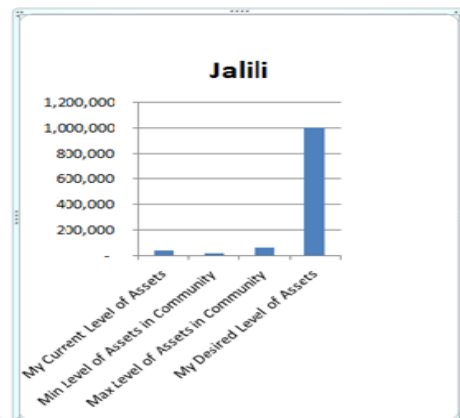 Jalili
1,200,000
1,000,000
800,000
600,000
400,000
200,000
-
My Current Level of Assets
Min Level of Assets in Community
Max Level of Assets in Community
My Desired Level of Assets